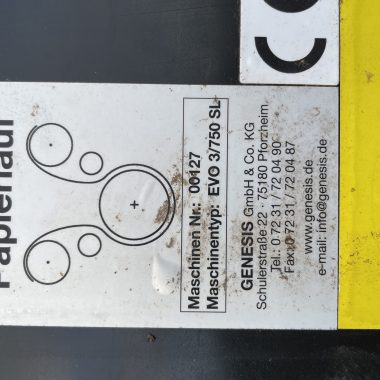 Papierlauf
CE
Maschinen Nr.: 00127
Maschinentyp: EVO 3/750 SL
GENESIS GmbH & Co. KG
Schulerstraße 22 · 75180 Pforzheim
Tel.: 0 72 31 / 72 04 90
Fax: 0 72 31 / 72 04 87
www.genesis.de
e-mail: info@genesis.de